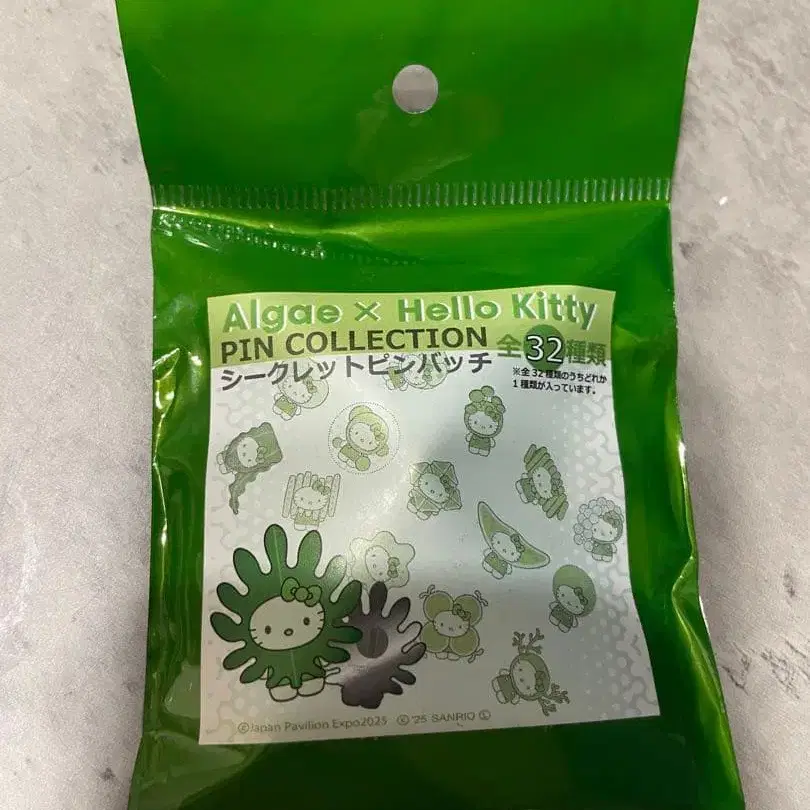 Algae × Hello Kitty
PIN COLLECTION
シークレットピンバッチ
全32種類
※全32種類のうちどれか
1種類が入っています。
©Japan Pavilion Expo2025 © '25 SANRIO Ⓛ